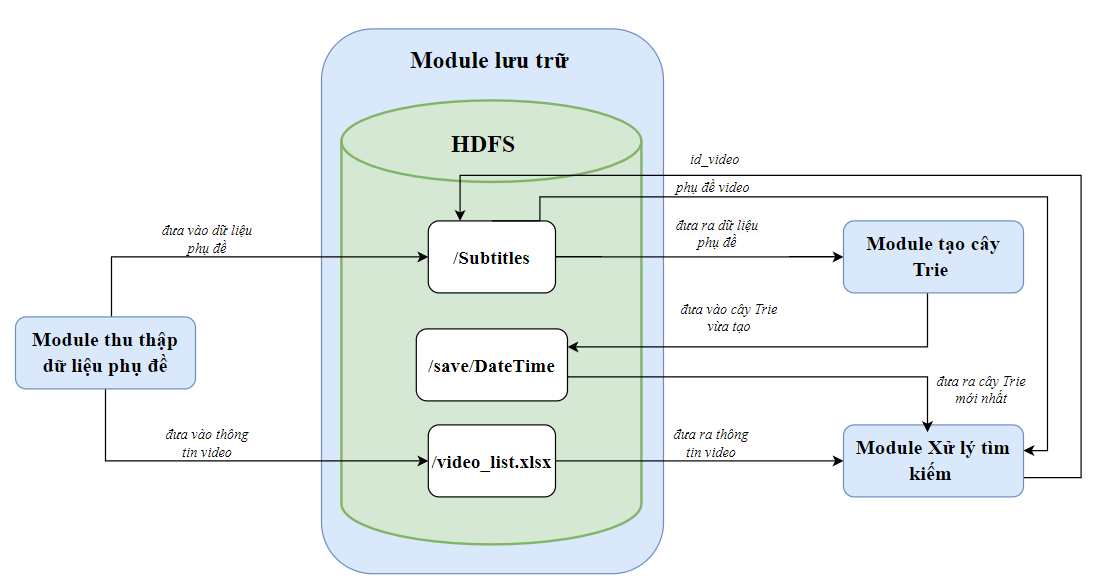 Module lưu trữ
HDFS
id_video
phụ đề video
đưa vào dữ liệu
phụ đề
đưa ra dữ liệu
phụ đề
/Subtitles
Module tạo cây
Trie
đưa vào cây Trie
vừa tạo
Module thu thập
dữ liệu phụ đề
/save/DateTime
đưa ra cây Trie
mới nhất
đưa vào thông
tin video
/video_list.xlsx
đưa ra thông
tin video
Module Xử lý tìm
kiếm